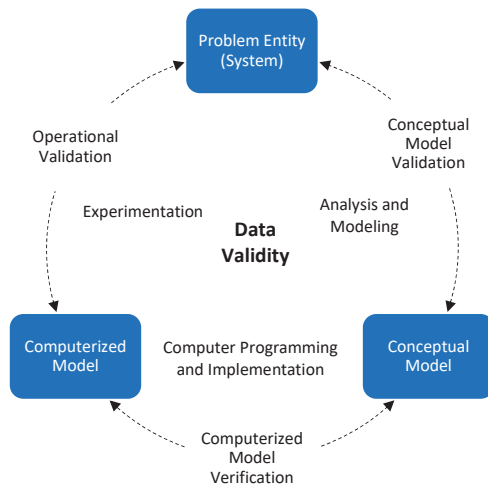 Problem Entity
(System)
Operational
Validation
Conceptual
Model
Validation
Experimentation
Analysis and
Modeling
Data
Validity
Computerized
Model
Computer Programming
and Implementation
Conceptual
Model
Computerized
Model
Verification